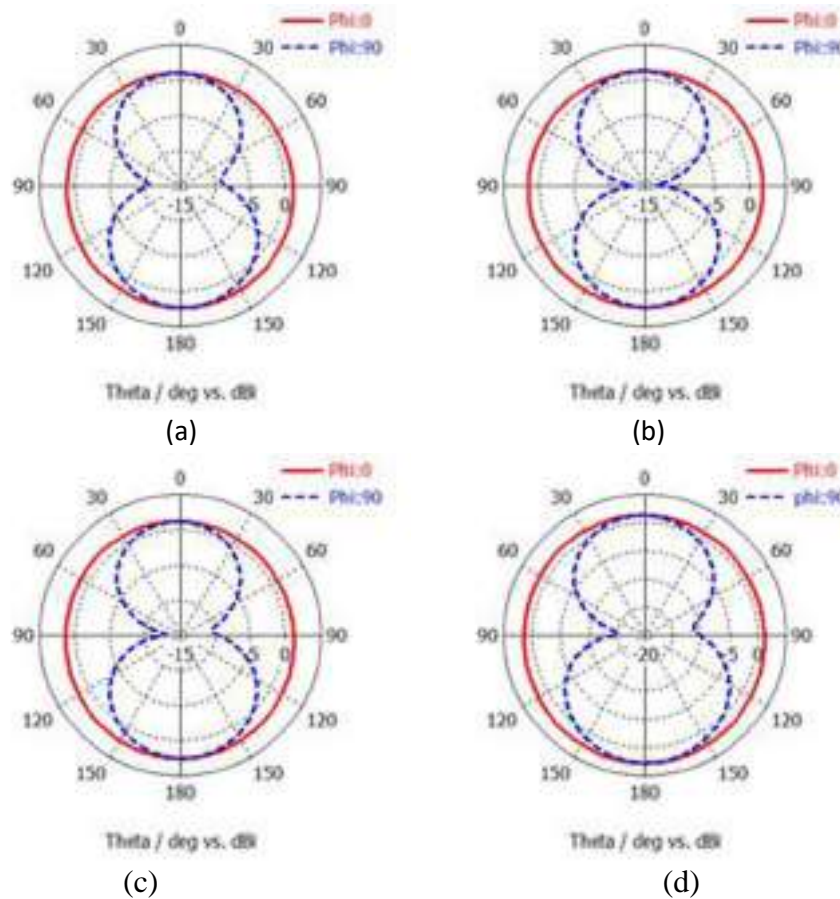 0 Phi:0 0 Phi:0
30 30 Phi:90 30 30 Phi:90
60 60 60 60
90 -15 -5 0 90 90 -15 -5 0 90
120 120 120 120
150 150 150 150
180 180
Theta / deg vs. dBi Theta / deg vs. dBi
(a) (b)
0 Phi:0 0 Phi:0
30 30 Phi:90 30 30 phi:90
60 60 60 60
90 -15 -5 0 90 90 -20 -5 0 90
120 120 120 120
150 150 150 150
180 180
Theta / deg vs. dBi Theta / deg vs. dBi
(c) (d)